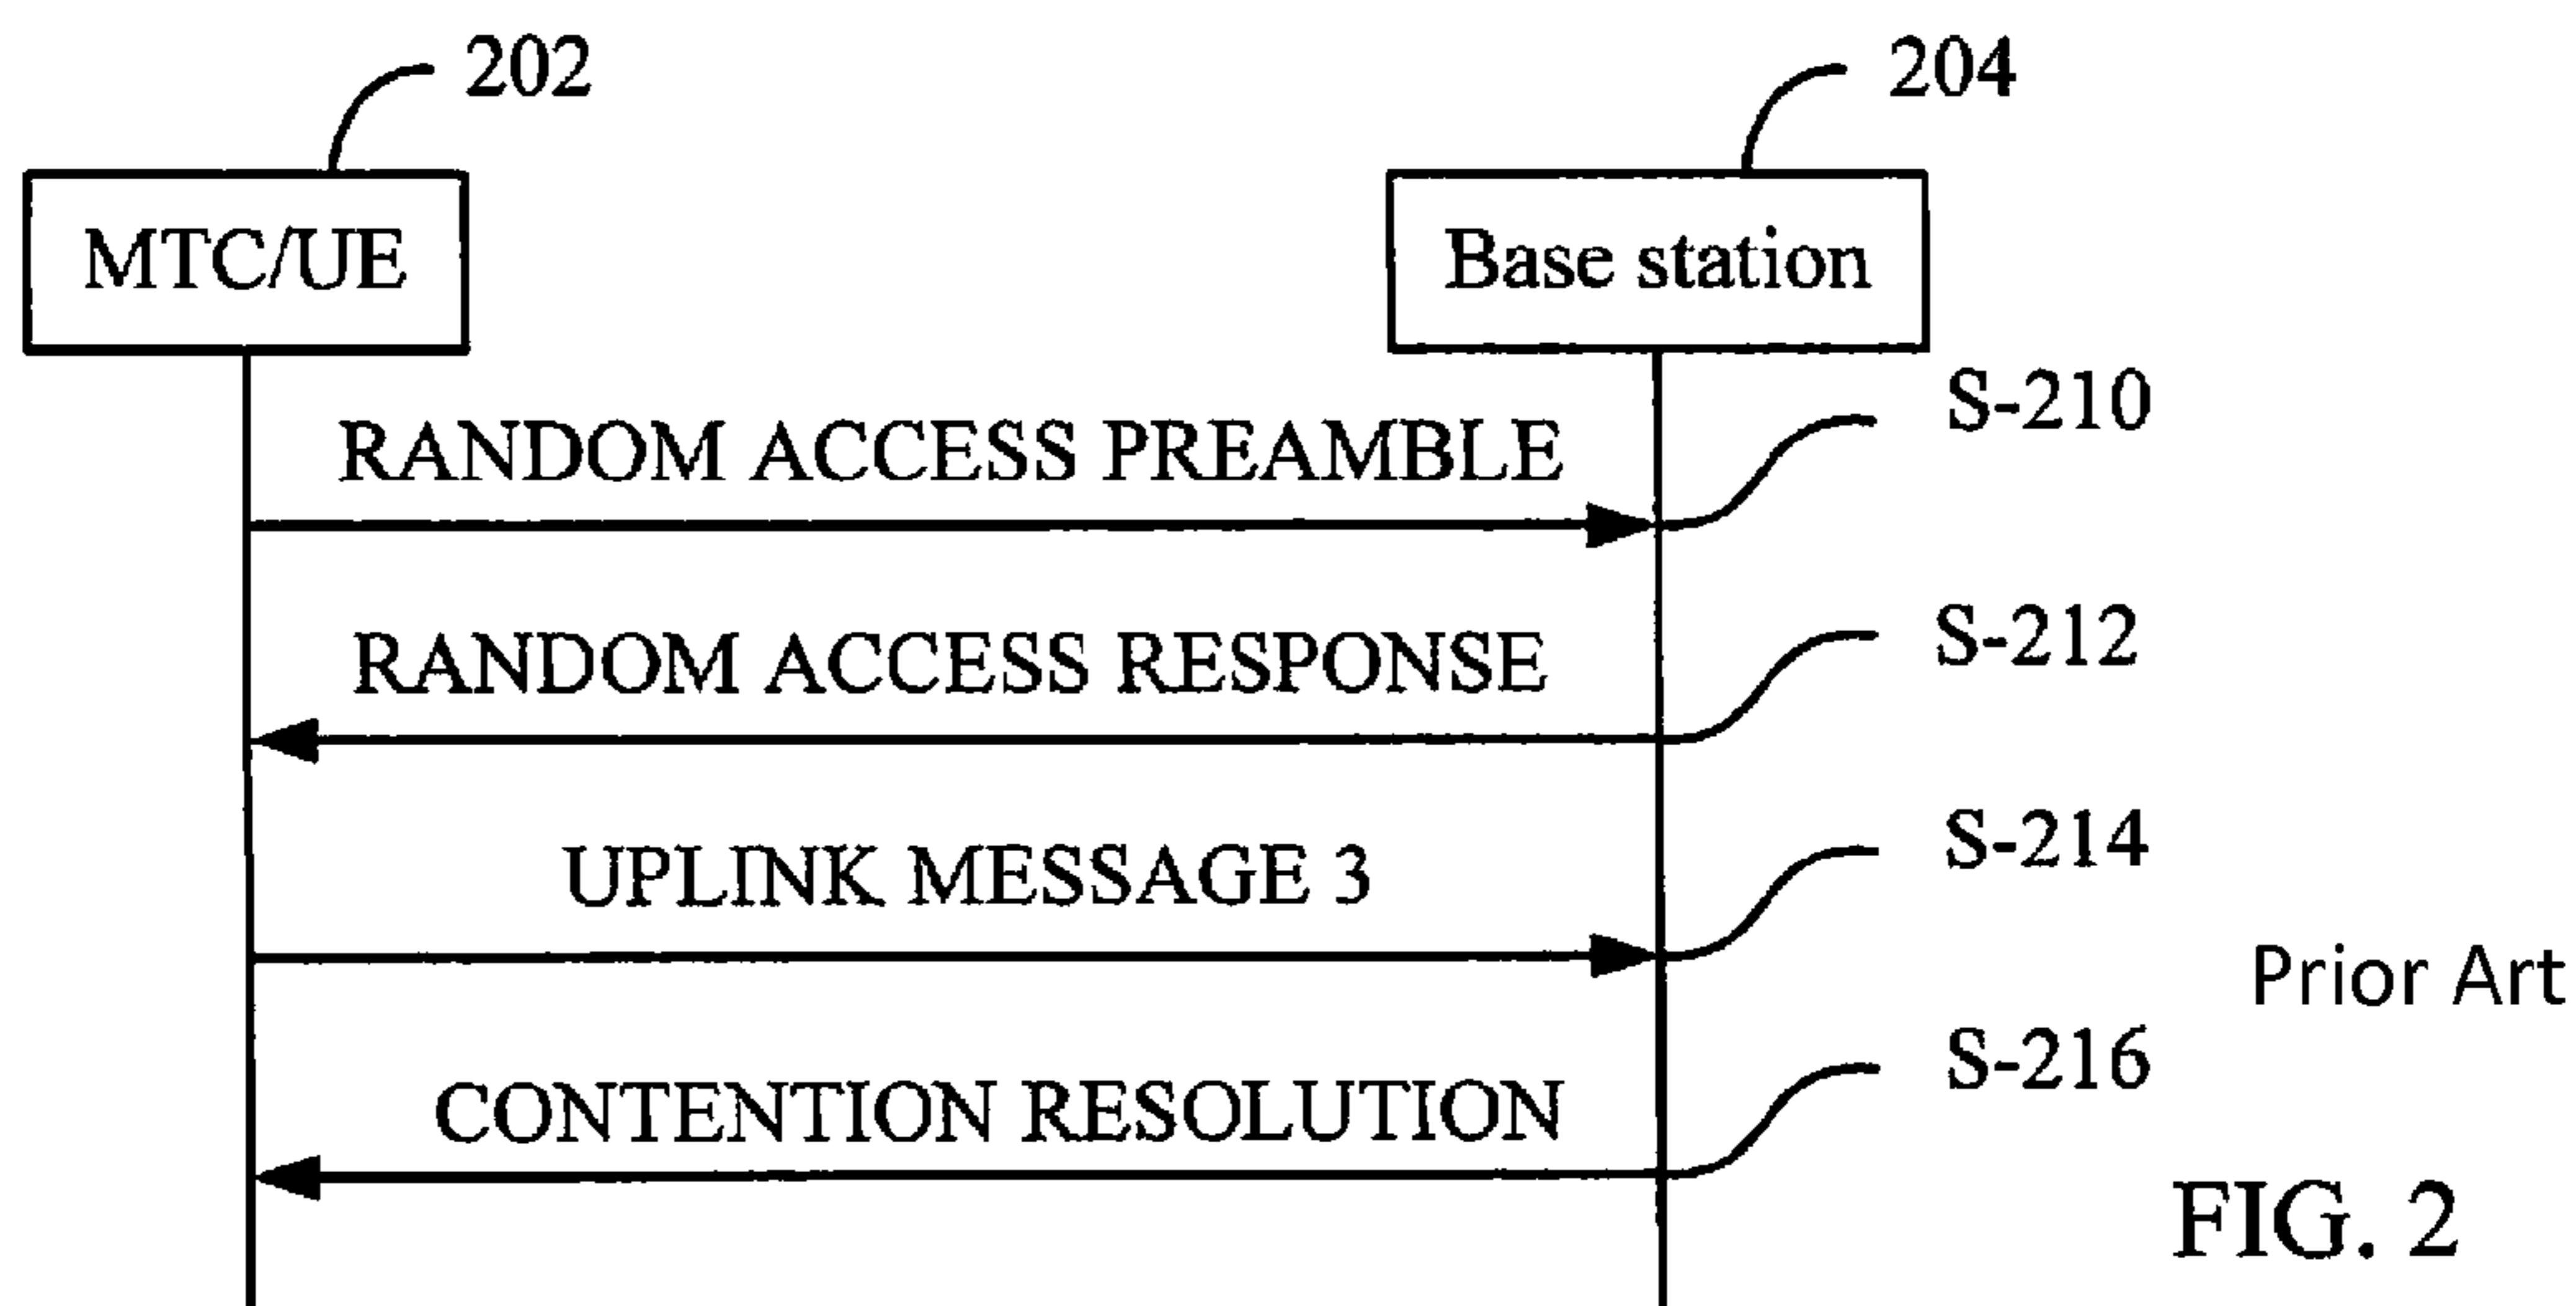 202
204
MTC/UE
Base station
S-210
RANDOM ACCESS PREAMBLE
S-212
RANDOM ACCESS RESPONSE
S-214
UPLINK MESSAGE 3
Prior Art
S-216
CONTENTION RESOLUTION
FIG. 2